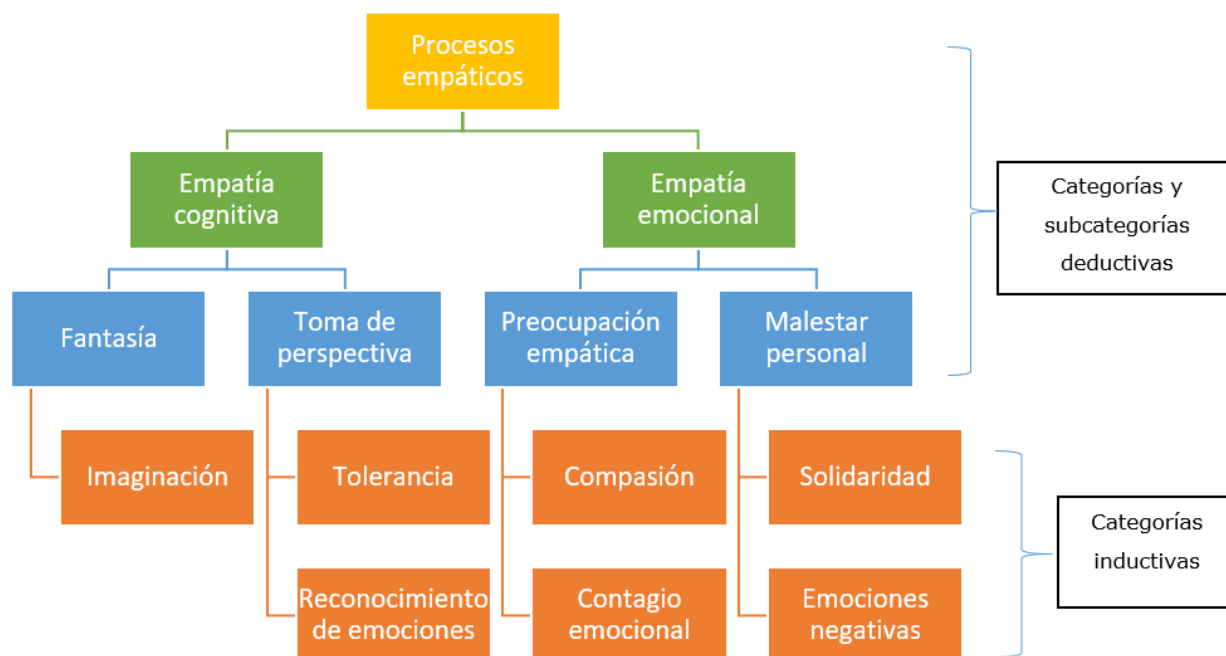 Procesos
empáticos
Empatía
cognitiva
Empatía
emocional
Categorías y
subcategorías
deductivas
Fantasía
Toma de
perspectiva
Preocupación
empática
Malestar
personal
Imaginación
Tolerancia
Compasión
Solidaridad
Categorías
inductivas
Reconocimiento
de emociones
Contagio
emocional
Emociones
negativas